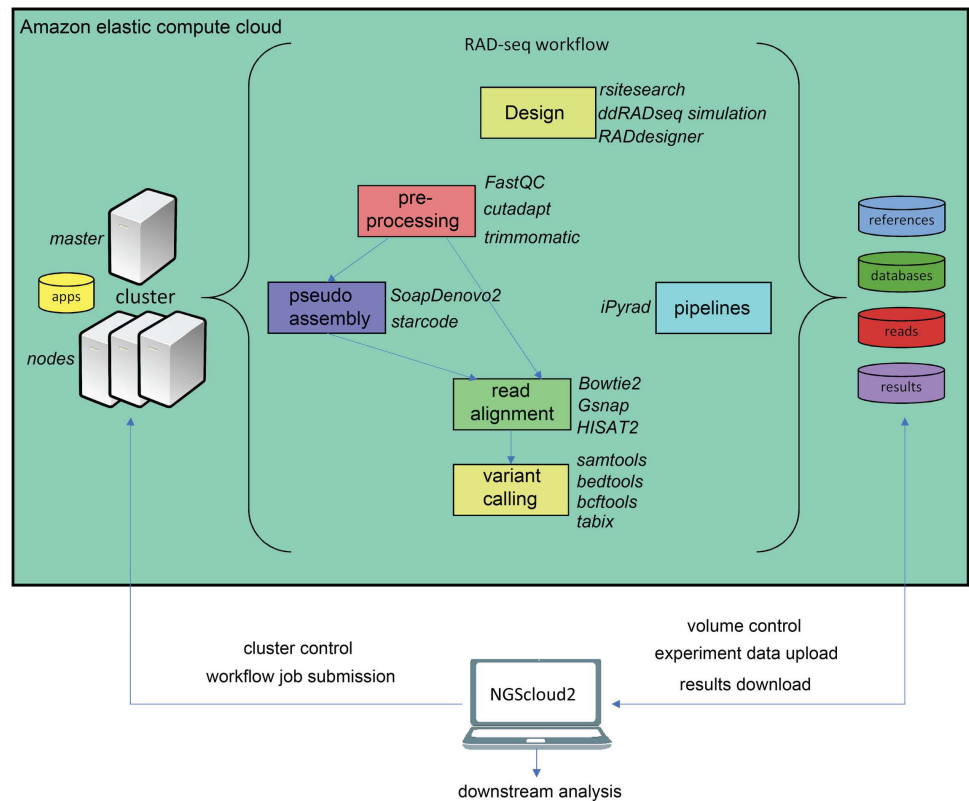 Amazon elastic compute cloud
RAD-seq workflow
Design
rsitesearch
ddRADseq simulation
RADdesigner
pre-
processing
FastQC
cutadapt
trimmomatic
master
apps
cluster
nodes
pseudo
assembly
SoapDenovo2
starcode
iPyrad
pipelines
read
alignment
Bowtie2
Gsnap
HISAT2
variant
calling
samtools
bedtools
bcftools
tabix
references
databases
reads
results
cluster control
workflow job submission
volume control
experiment data upload
results download
NGScloud2
downstream analysis